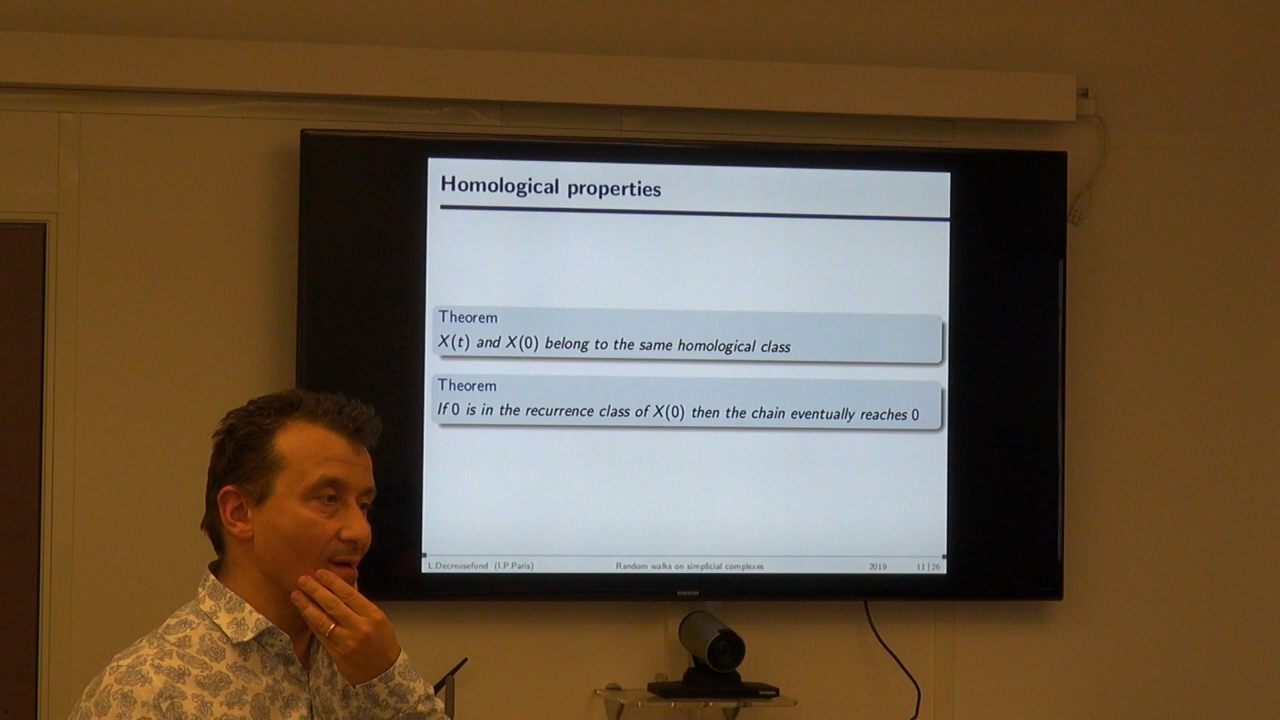 Homological properties
Theorem
X(t) and X(0) belong to the same homological class
Theorem
If 0 is in the recurrence class of X(0) then the chain eventually reaches 0
L.Decreusefond (I.P.Paris) Random walks on simplicial complexes 2019 11 | 26
SAMSUNG